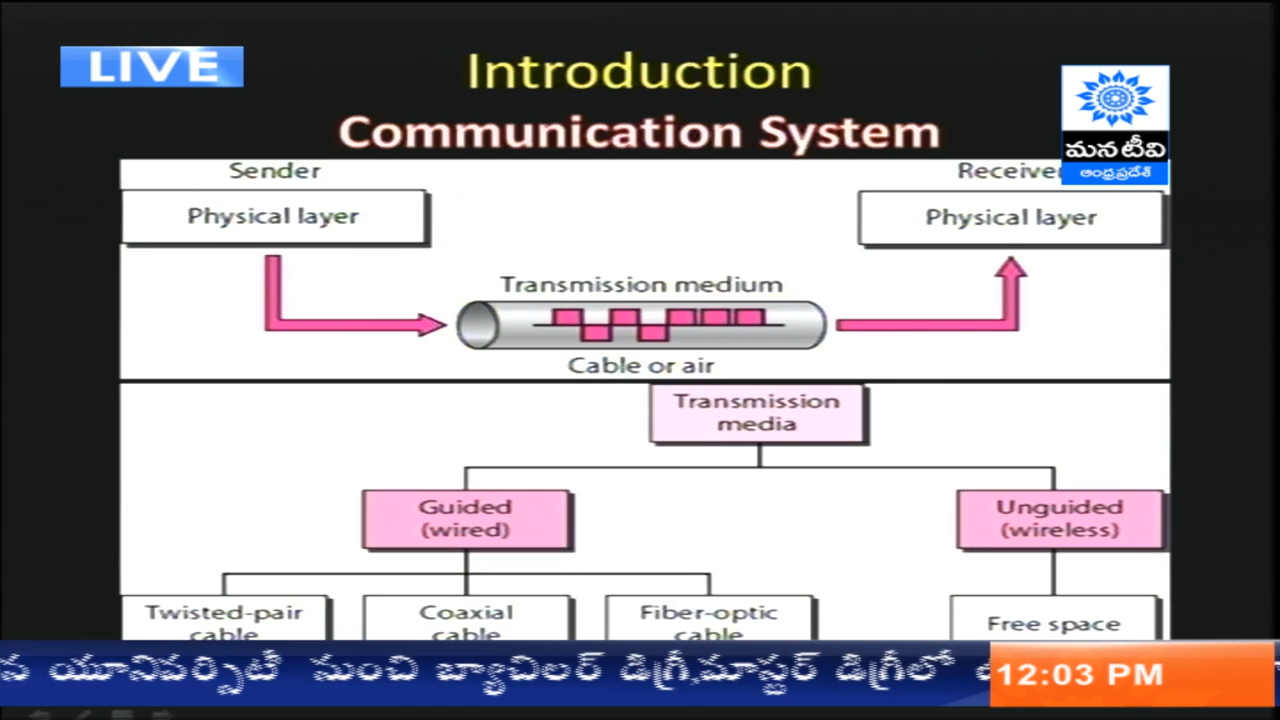 LIVE
Introduction
Communication System
మన టీవి
ఆంధ్రప్రదేశ్
Sender
Receiver
Physical layer
Physical layer
Transmission medium
Cable or air
Transmission
media
Guided
(wired)
Unguided
(wireless)
Twisted-pair
cable
Coaxial
cable
Fiber-optic
cable
Free space
యూనివర్సిటీ నుంచి బ్యాచిలర్ డిగ్రీ,మాస్టర్ డిగ్రీలో
12:03 PM